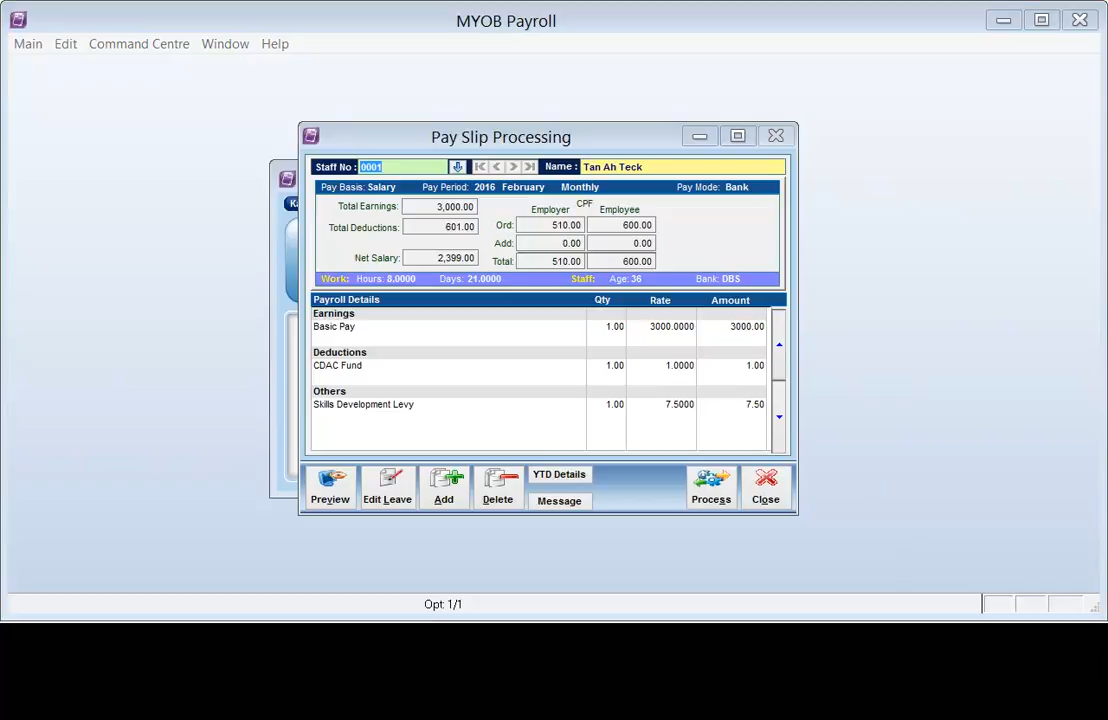 MYOB Payroll
Main Edit Command Centre Window Help
Pay Slip Processing
Staff No : 0001 Name : Tan Ah Teck
Pay Basis: Salary Pay Period: 2016 February Monthly Pay Mode: Bank
CPF
Total Earnings: 3,000.00 Employer Employee
Total Deductions: 601.00 Ord: 510.00 600.00
Add: 0.00 0.00
Net Salary: 2,399.00 Total: 510.00 600.00
Work: Hours: 8.0000 Days: 21.0000 Staff: Age: 36 Bank: DBS
Payroll Details Qty Rate Amount
Earnings
Basic Pay 1.00 3000.0000 3000.00
Deductions
CDAC Fund 1.00 1.0000 1.00
Others
Skills Development Levy 1.00 7.5000 7.50
YTD Details
Preview Edit Leave Add Delete Message Process Close
Opt: 1/1